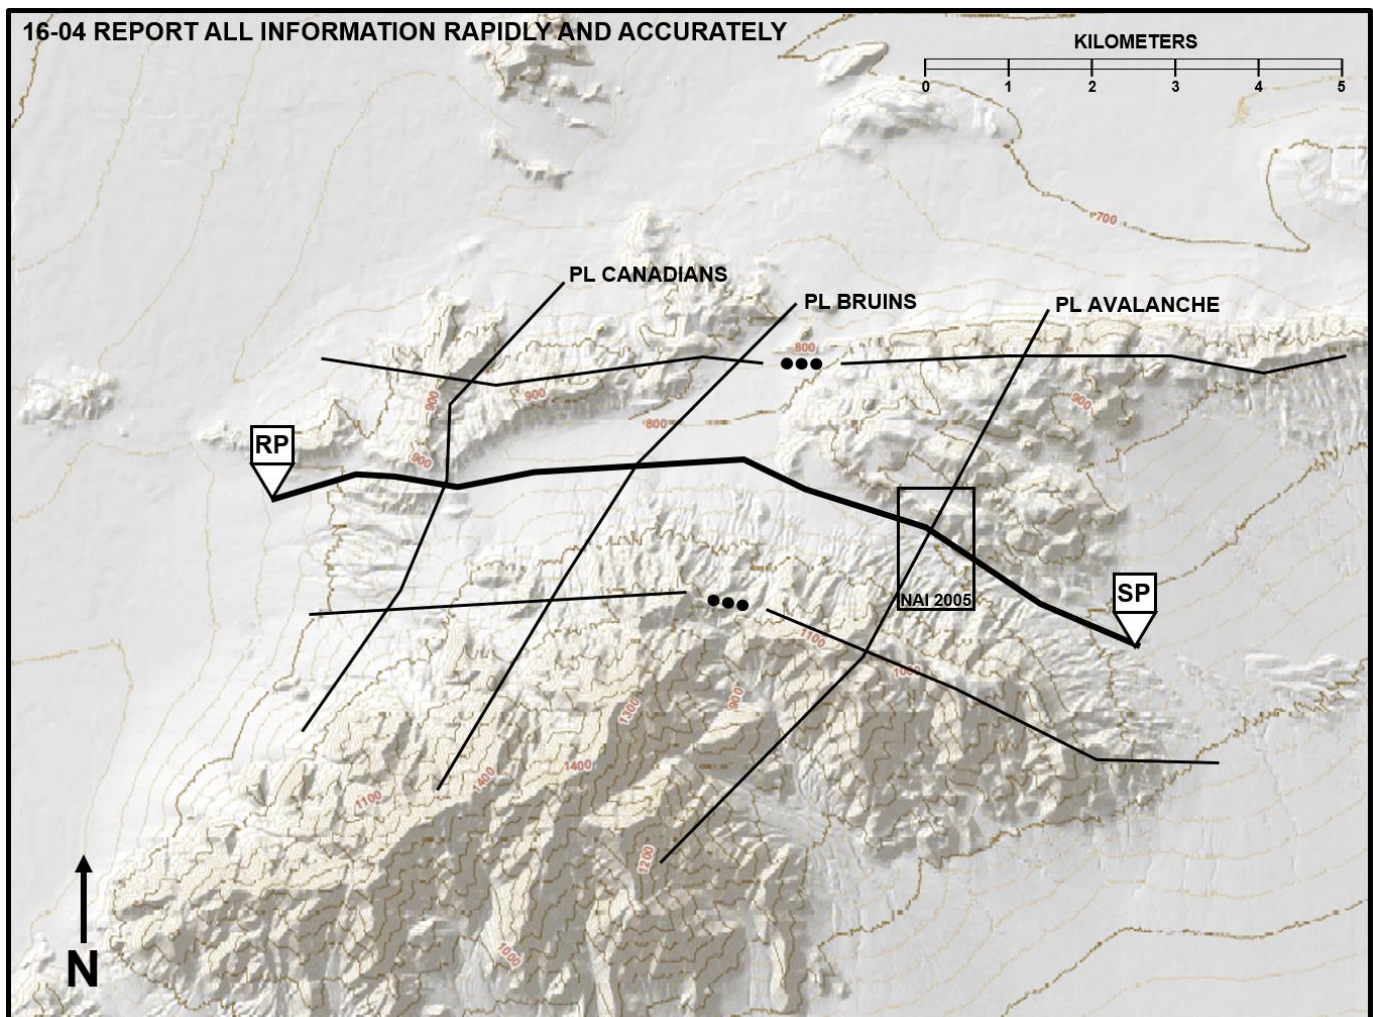 16-04 REPORT ALL INFORMATION RAPIDLY AND ACCURATELY
KILOMETERS
0 1 2 3 4 5
700
PL CANADIANS
PL BRUINS
PL AVALANCHE
800
900
900
900
800
RP
900
NAI 2005
SP
1100
1000
1300
900
1400
1400
1100
1200
1000
N